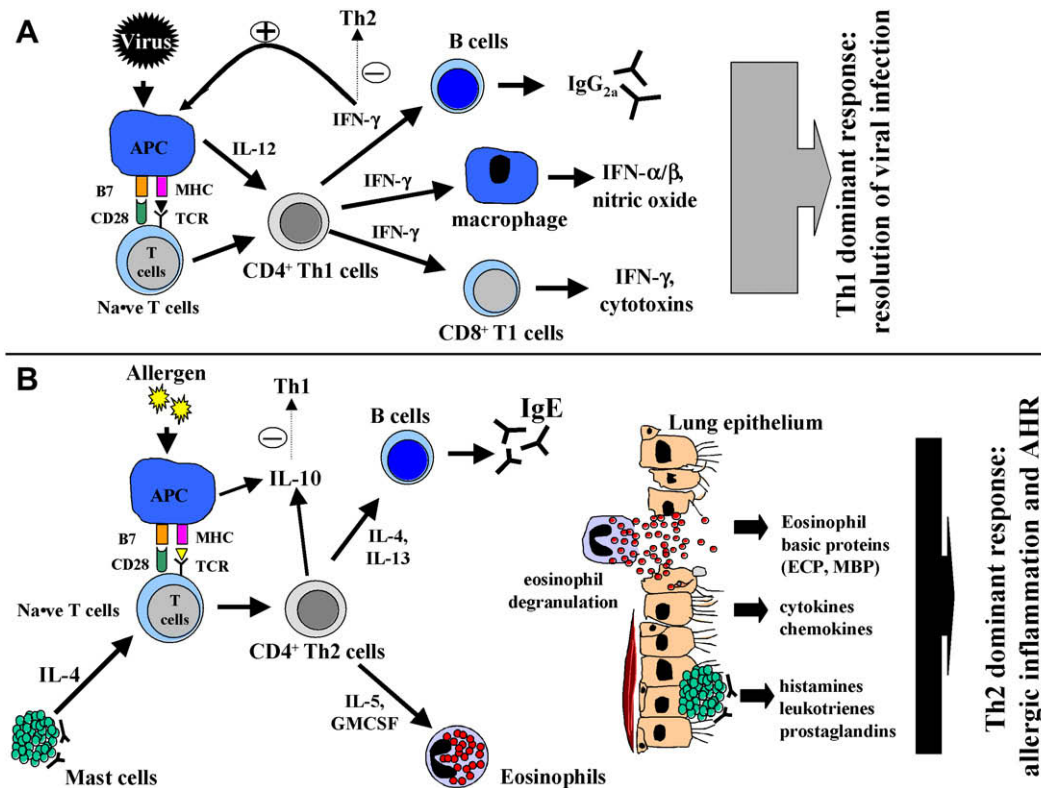 A
Virus
Th2
+
−
B cells
IgG2a
IFN-γ
APC
IL-12
B7
MHC
CD28
TCR
T
cells
Na•ve T cells
CD4+ Th1 cells
IFN-γ
macrophage
IFN-α/β,
nitric oxide
IFN-γ
CD8+ T1 cells
IFN-γ,
cytotoxins
Th1 dominant response:
resolution of viral infection
B
Allergen
Th1
−
IL-10
B cells
IgE
APC
B7
MHC
CD28
TCR
T
cells
Na•ve T cells
IL-4,
IL-13
CD4+ Th2 cells
IL-4
Mast cells
IL-5,
GMCSF
Eosinophils
Lung epithelium
eosinophil
degranulation
Eosinophil
basic proteins
(ECP, MBP)
cytokines
chemokines
histamines
leukotrienes
prostaglandins
Th2 dominant response:
allergic inflammation and AHR